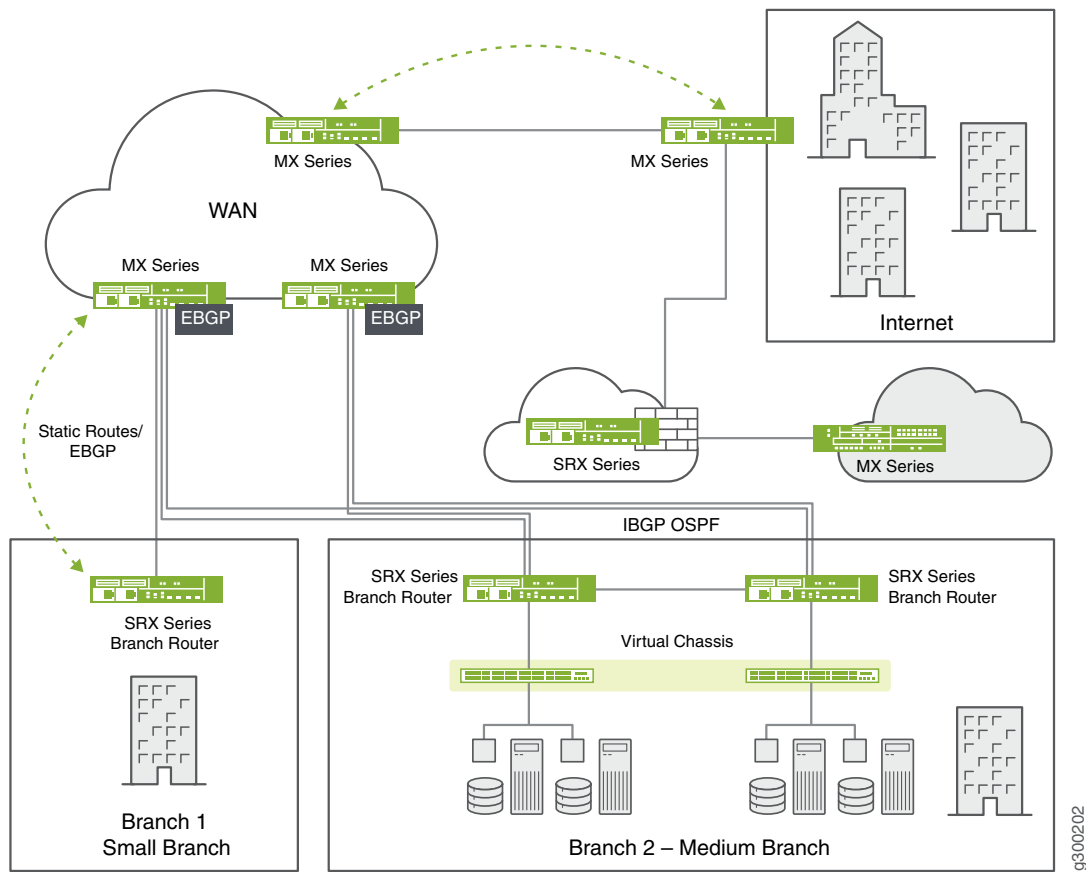 MX Series
MX Series
WAN
MX Series
MX Series
EBGP
EBGP
Internet
Static Routes/
EBGP
SRX Series
MX Series
IBGP OSPF
SRX Series
Branch Router
SRX Series
Branch Router
SRX Series
Branch Router
Virtual Chassis
Branch 1
Small Branch
Branch 2 – Medium Branch
g300202